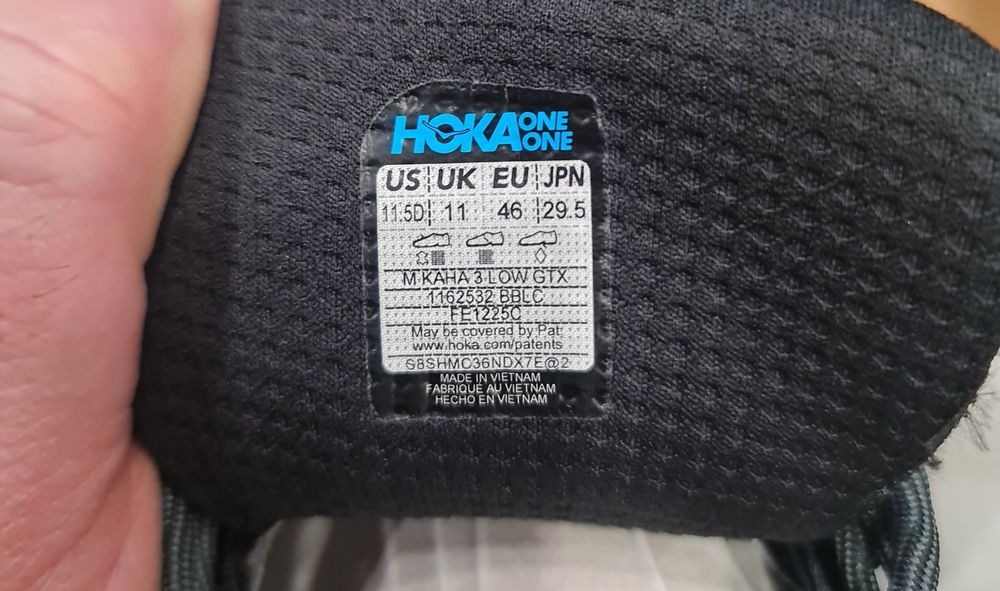 HOKA ONE ONE
US UK EU JPN
11.5D 11 46 29.5
M KAHA 3 LOW GTX
1162532 BBLC
FE1225C
May be covered by Pat:
www.hoka.com/patents
S8SHMC36NDX7E@2
MADE IN VIETNAM
FABRIQUÉ AU VIETNAM
HECHO EN VIETNAM